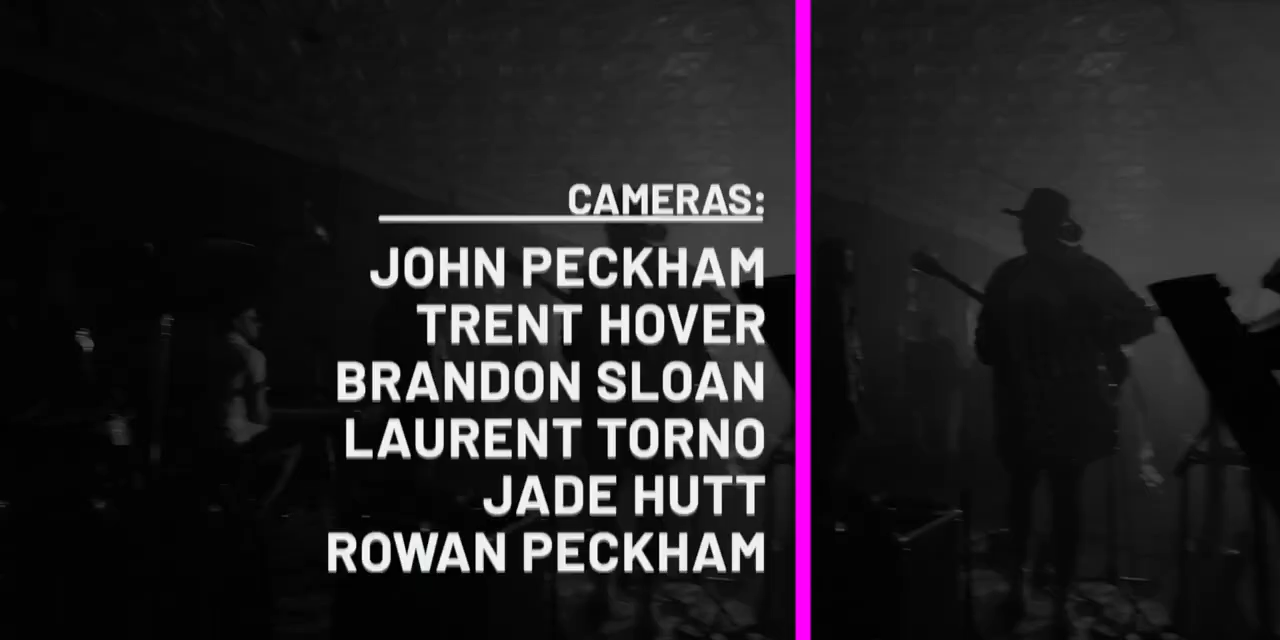 CAMERAS:
JOHN PECKHAM
TRENT HOVER
BRANDON SLOAN
LAURENT TORNO
JADE HUTT
ROWAN PECKHAM